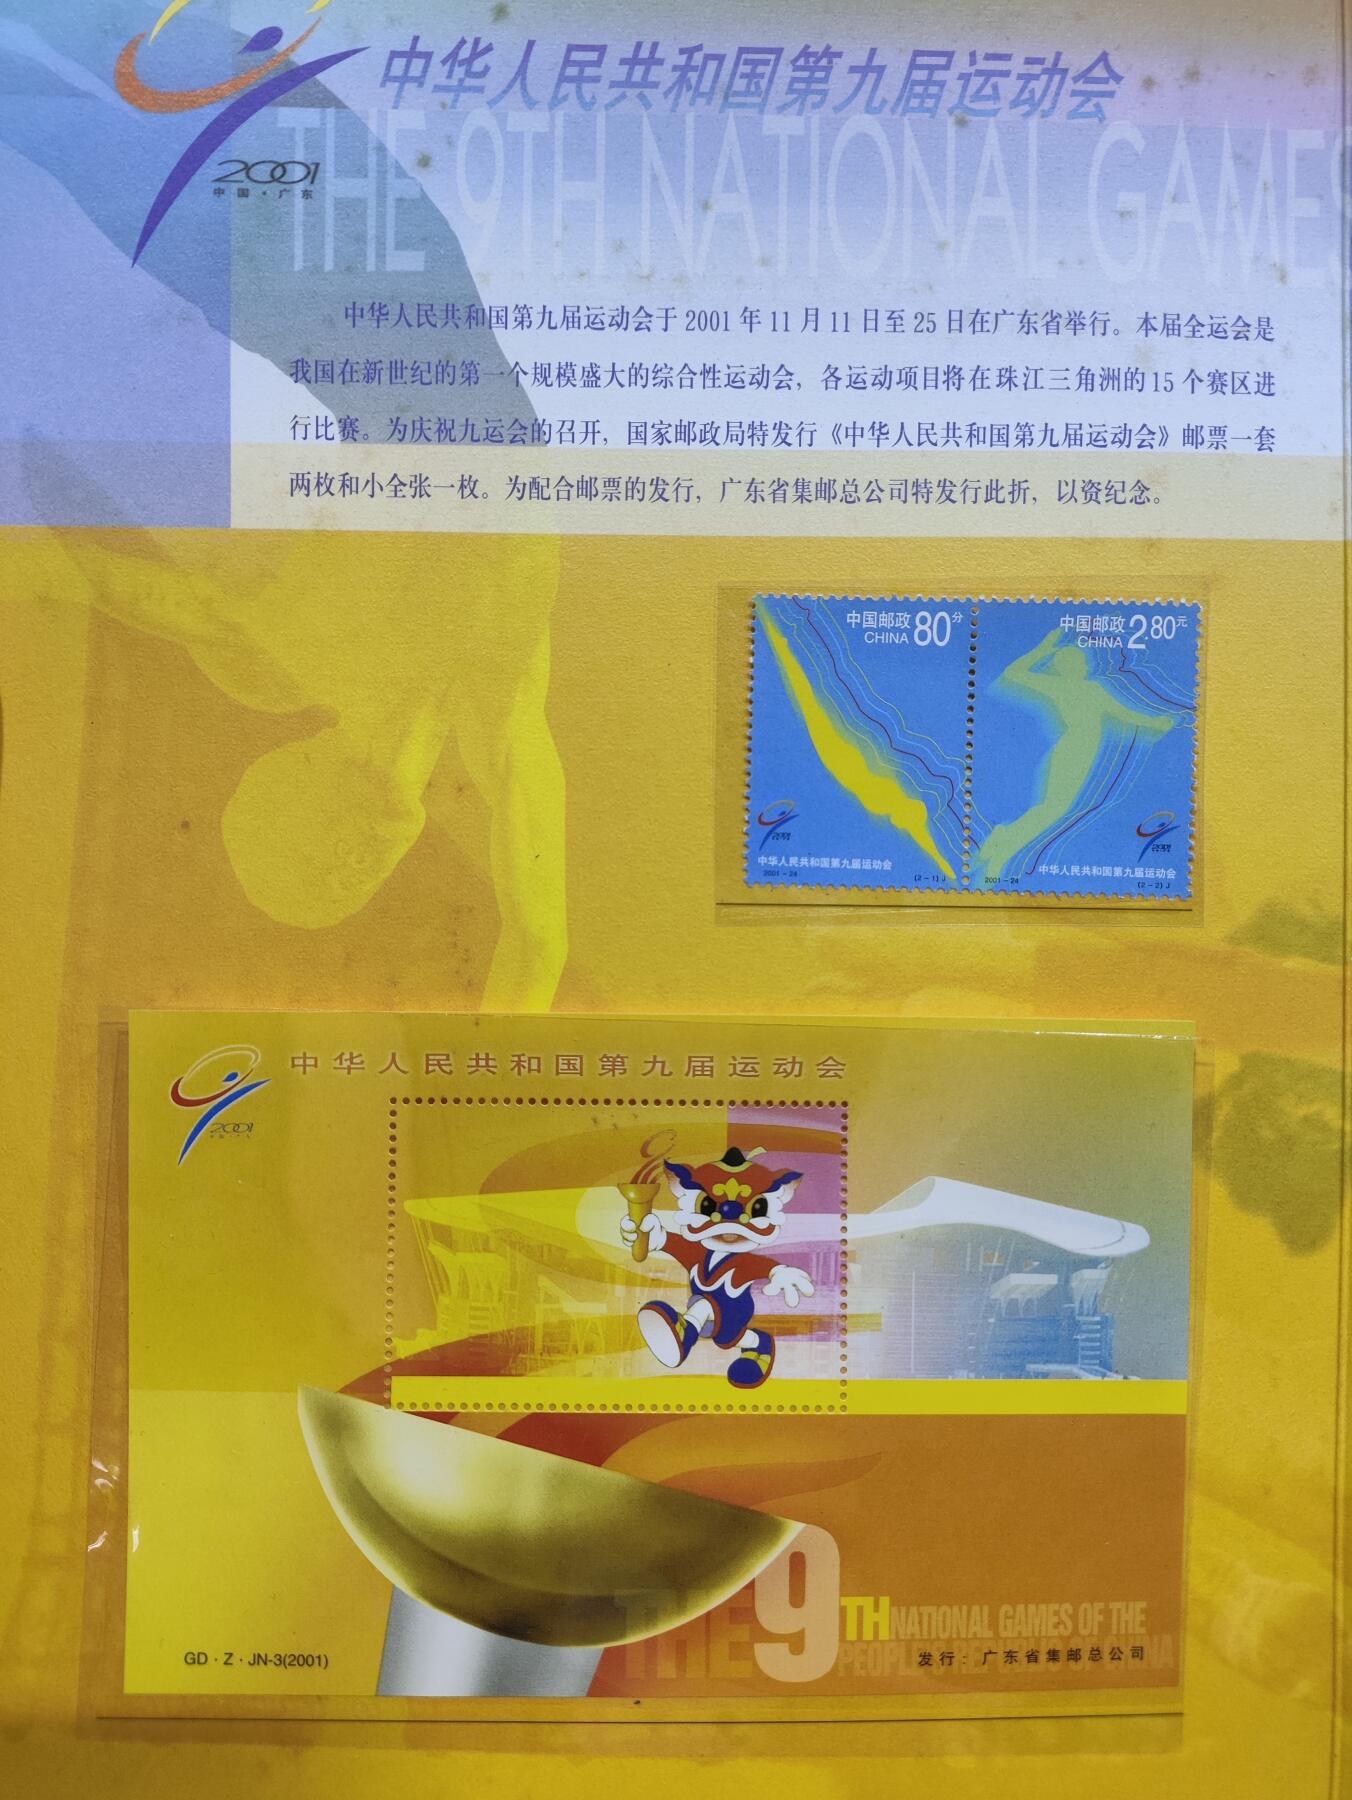 中华人民共和国第九届运动会
THE 9TH NATIONAL GAMES
2001
中国·广东
中华人民共和国第九届运动会于2001年11月11日至25日在广东省举行。本届全运会是
我国在新世纪的第一个规模盛大的综合性运动会，各运动项目将在珠江三角洲的15个赛区进
行比赛。为庆祝九运会的召开，国家邮政局特发行《中华人民共和国第九届运动会》邮票一套
两枚和小全张一枚。为配合邮票的发行，广东省集邮总公司特发行此折，以资纪念。
中国邮政 80分
CHINA
2001
中华人民共和国第九届运动会
2001-24 (2-1)J
中国邮政 2.80元
CHINA
2001
中华人民共和国第九届运动会
2001-24 (2-2)J
中华人民共和国第九届运动会
2001
中国·广东
THE 9TH NATIONAL GAMES OF THE
PEOPLE'S REPUBLIC OF CHINA
GD·Z·JN-3(2001)
发行：广东省集邮总公司